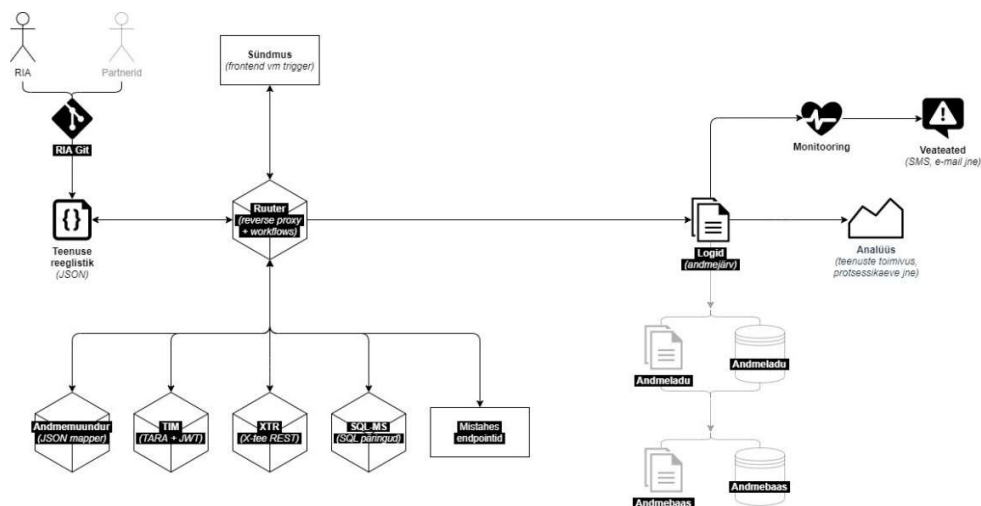 RIA
Partnerid
RIA Git
Teenuse
reeglistik
(JSON)
Sündmus
(frontend vm trigger)
Ruuter
(reverse proxy
+ workflows)
Andmemuundur
(JSON mapper)
TIM
(TARA + JWT)
XTR
(X-tee REST)
SQL-MS
(SQL päringud)
Mistahes
endpointid
Logid
(andmejärv)
Monitooring
Veateated
(SMS, e-mail jne)
Analüüs
(teenuste toimivus,
protsessikaeve jne)
Andmeladu
Andmeladu
Andmebaas
Andmebaas